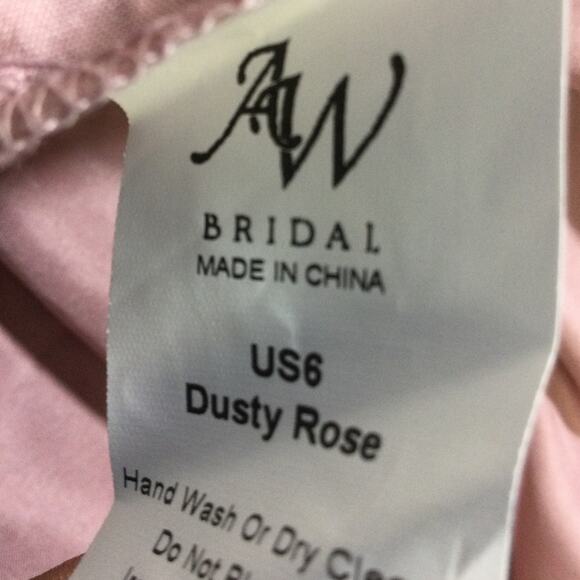 AW
BRIDAL
MADE IN CHINA
US6
Dusty Rose
Hand Wash Or Dry
Do Not